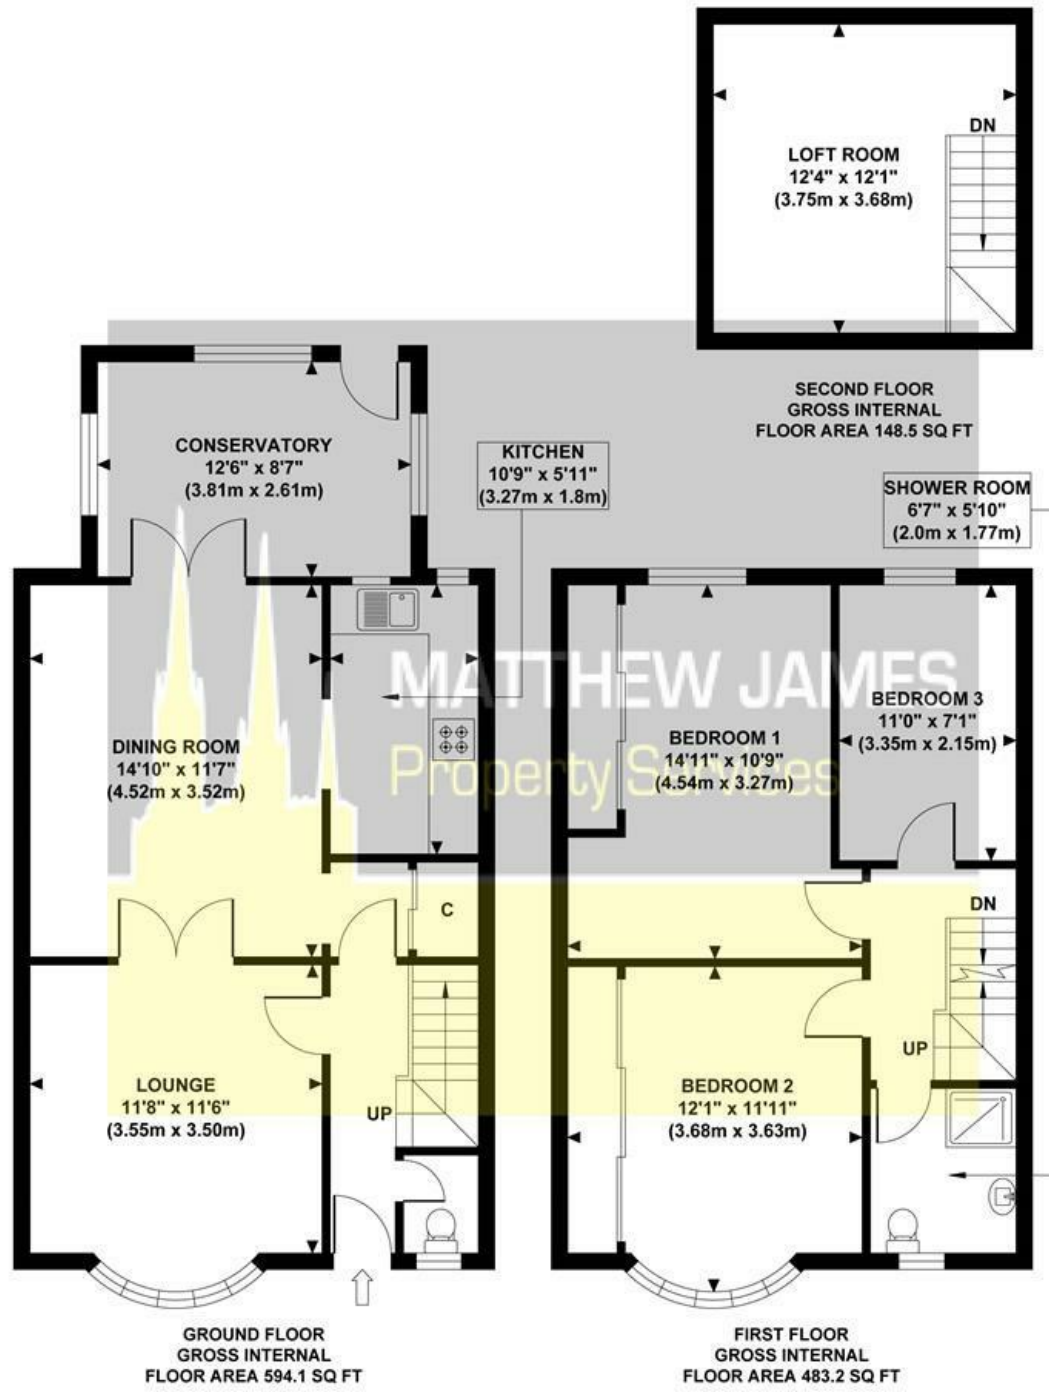 DN
LOFT ROOM
12'4" x 12'1"
(3.75m x 3.68m)
SECOND FLOOR
GROSS INTERNAL
FLOOR AREA 148.5 SQ FT
CONSERVATORY
12'6" x 8'7"
(3.81m x 2.61m)
KITCHEN
10'9" x 5'11"
(3.27m x 1.8m)
SHOWER ROOM
6'7" x 5'10"
(2.0m x 1.77m)
MATTHEW JAMES
Property Services
DINING ROOM
14'10" x 11'7"
(4.52m x 3.52m)
BEDROOM 1
14'11" x 10'9"
(4.54m x 3.27m)
BEDROOM 3
11'0" x 7'1"
(3.35m x 2.15m)
C
DN
UP
LOUNGE
11'8" x 11'6"
(3.55m x 3.50m)
UP
BEDROOM 2
12'1" x 11'11"
(3.68m x 3.63m)
GROUND FLOOR
GROSS INTERNAL
FLOOR AREA 594.1 SQ FT
FIRST FLOOR
GROSS INTERNAL
FLOOR AREA 483.2 SQ FT